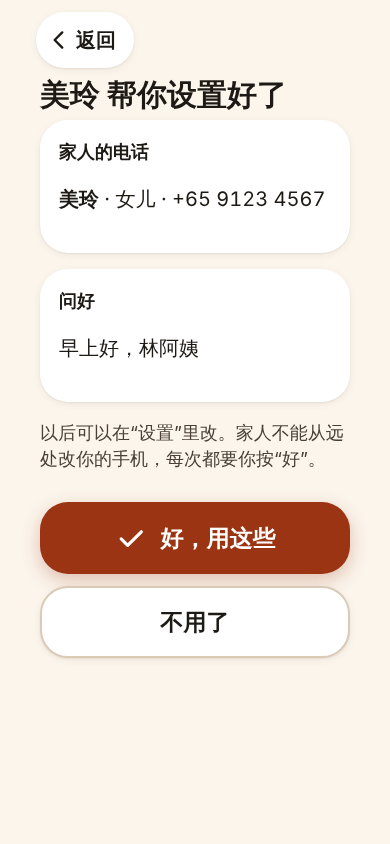 返回
美玲 帮你设置好了
家人的电话
美玲 · 女儿 · +65 9123 4567
问好
早上好，林阿姨
以后可以在“设置”里改。家人不能从远
处改你的手机，每次都要你按“好”。
好，用这些
不用了